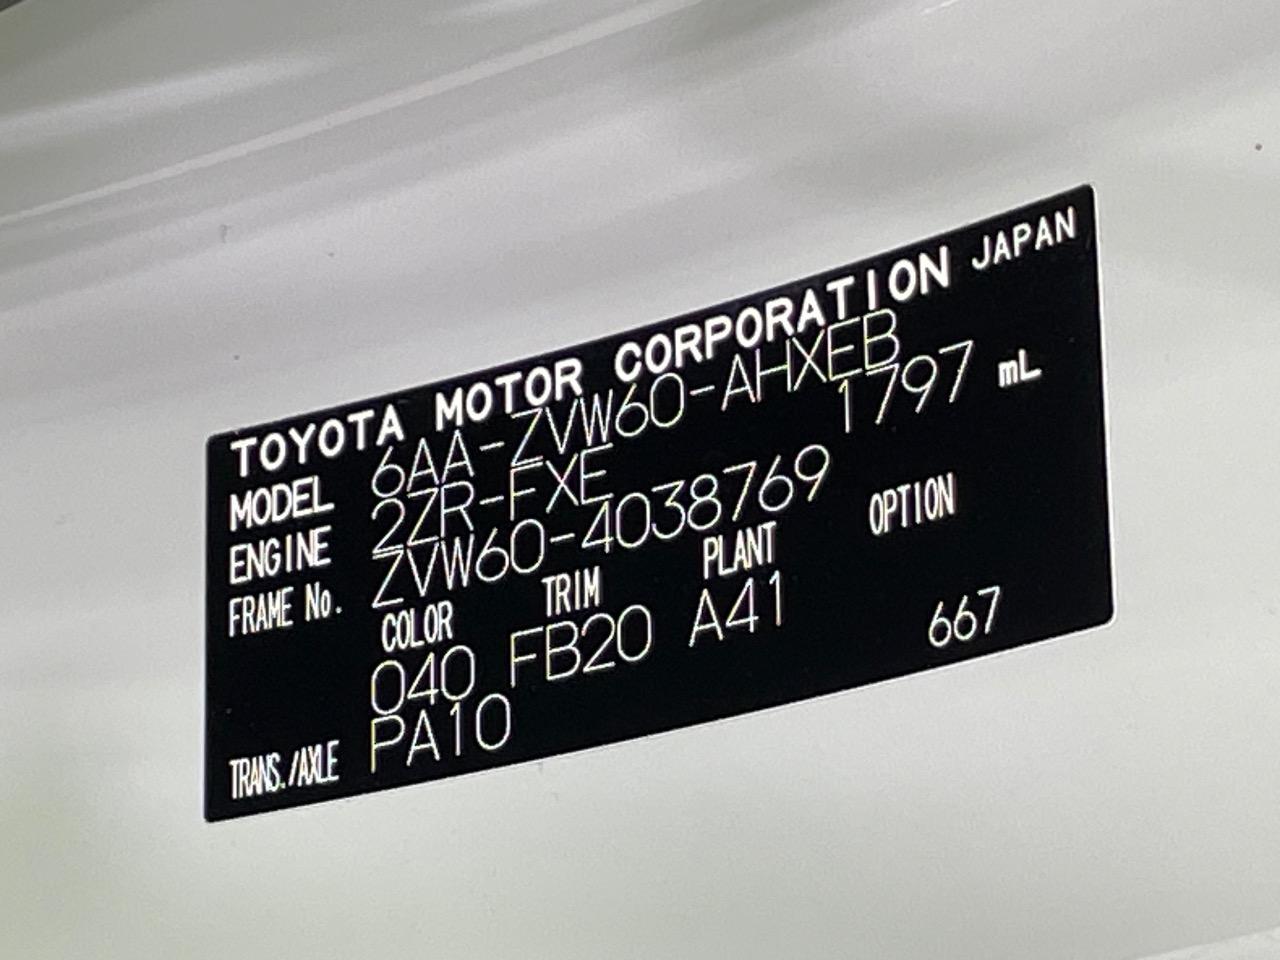 TOYOTA MOTOR CORPORATION JAPAN
MODEL 6AA-ZVW60-AHXEB
ENGINE 2ZR-FXE 1797 mL
FRAME No. ZVW60-4038769
COLOR TRIM PLANT OPTION
040 FB20 A41 667
TRANS./AXLE PA10